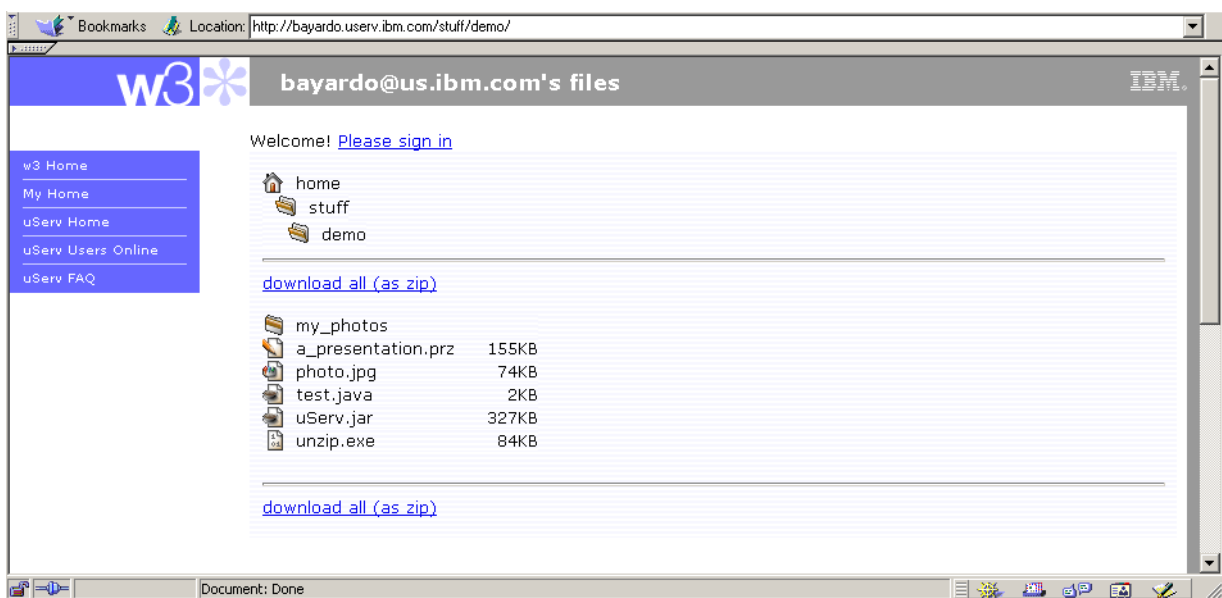 Bookmarks Location: http://bayardo.userv.ibm.com/stuff/demo/
w3 bayardo@us.ibm.com's files IBM.
Welcome! Please sign in
w3 Home
My Home
uServ Home
uServ Users Online
uServ FAQ
home
stuff
demo
download all (as zip)
my_photos
a_presentation.prz 155KB
photo.jpg 74KB
test.java 2KB
uServ.jar 327KB
unzip.exe 84KB
download all (as zip)
Document: Done